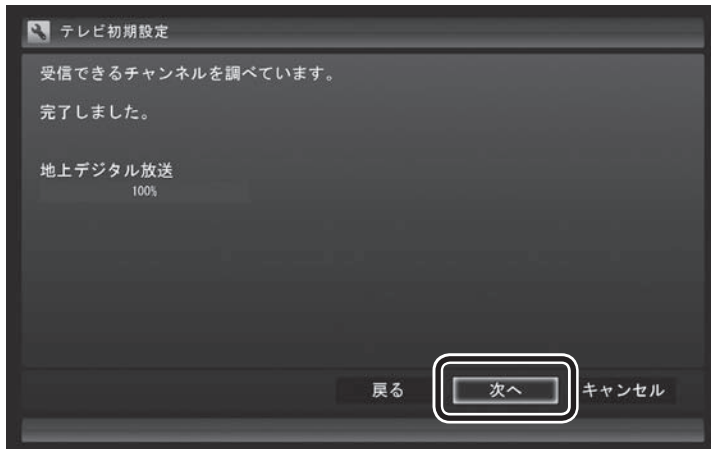 テレビ初期設定
受信できるチャンネルを調べています。
完了しました。
地上デジタル放送
100%
戻る 次へ キャンセル